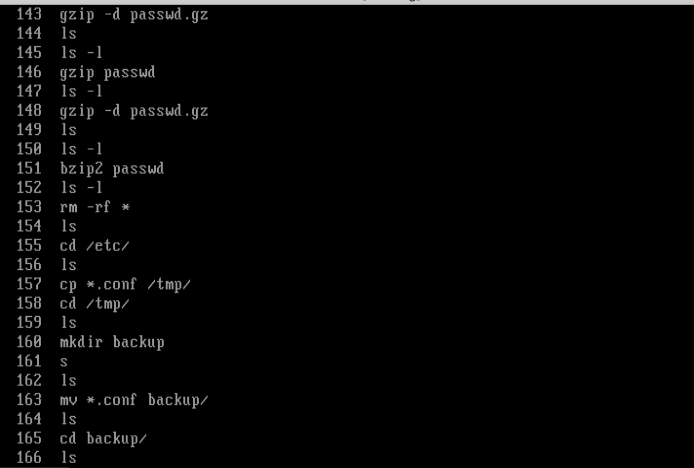 143 gzip -d passwd.gz
144 ls
145 ls -l
146 gzip passwd
147 ls -l
148 gzip -d passwd.gz
149 ls
150 ls -l
151 bzip2 passwd
152 ls -l
153 rm -rf *
154 ls
155 cd /etc/
156 ls
157 cp *.conf /tmp/
158 cd /tmp/
159 ls
160 mkdir backup
161 s
162 ls
163 mv *.conf backup/
164 ls
165 cd backup/
166 ls